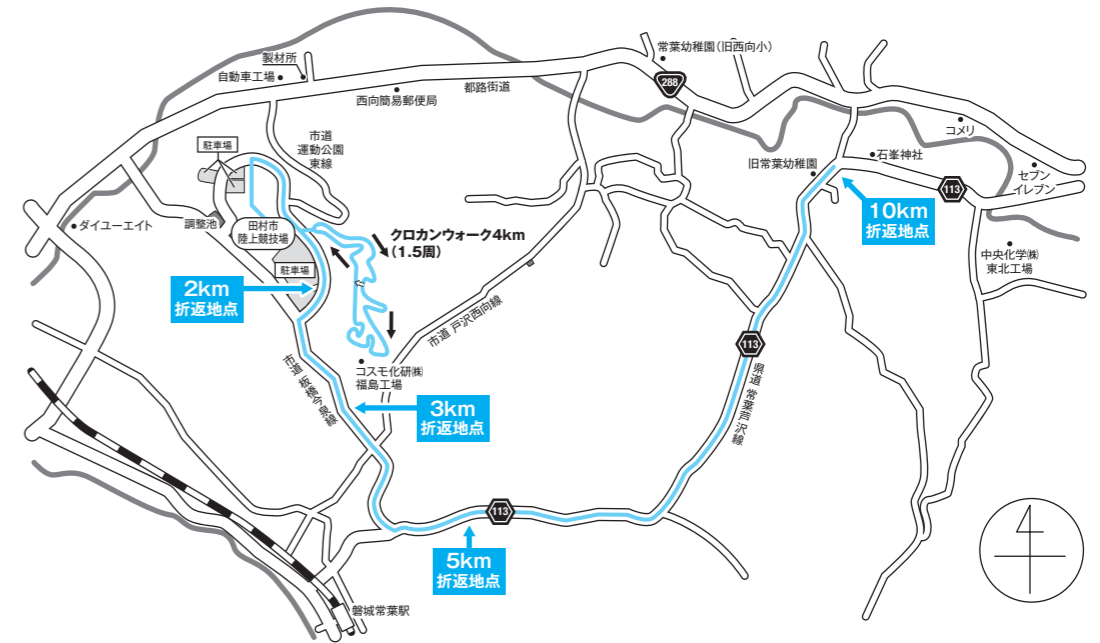 製材所
自動車工場
西向簡易郵便局
都路街道
常葉幼稚園(旧西向小)
288
コメリ
セブン
イレブン
石峯神社
旧常葉幼稚園
113
10km
折返地点
中央化学㈱
東北工場
駐車場
市道
運動公園
東線
ダイユーエイト
調整池
田村市
陸上競技場
駐車場
クロカンウォーク4km
(1.5周)
2km
折返地点
市道 戸沢西向線
コスモ化研㈱
福島工場
市道 板橋今泉線
3km
折返地点
113
県道 常葉芦沢線
113
5km
折返地点
磐城常葉駅